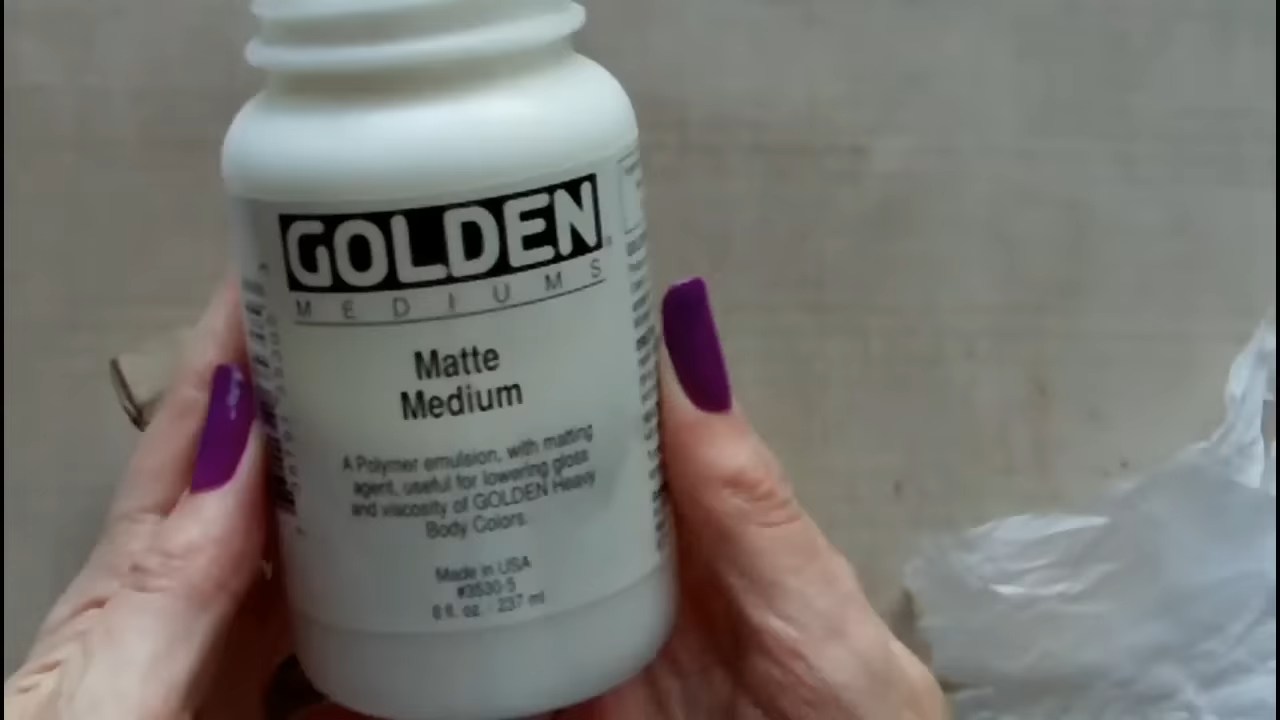 GOLDEN
MEDIUMS
Matte
Medium
A Polymer emulsion, with matting
agent, useful for lowering gloss
and viscosity of GOLDEN Heavy
Body Colors.
Made in USA
#3530-5
8 fl. oz. · 237 ml